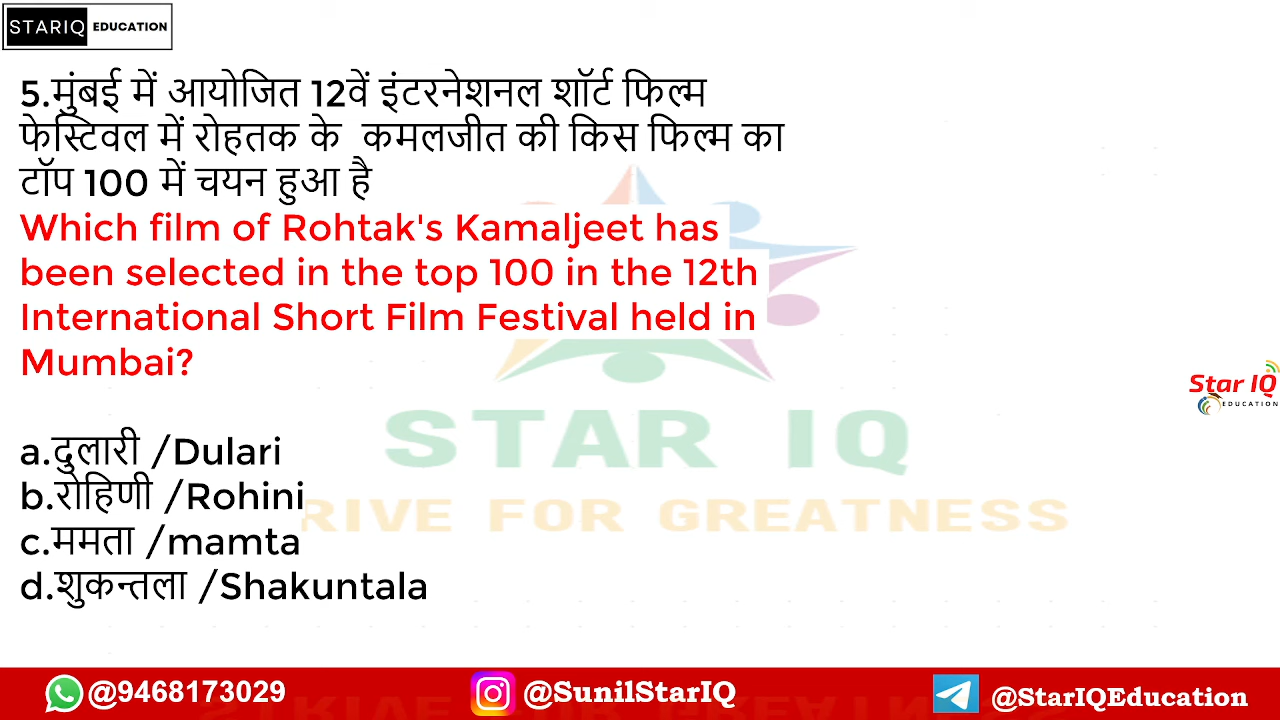 STARIQ EDUCATION
5.मुंबई में आयोजित 12वें इंटरनेशनल शॉर्ट फिल्म
फेस्टिवल में रोहतक के कमलजीत की किस फिल्म का
टॉप 100 में चयन हुआ है
Which film of Rohtak's Kamaljeet has
been selected in the top 100 in the 12th
International Short Film Festival held in
Mumbai?
Star IQ
EDUCATION
STAR IQ
a.दुलारी /Dulari
b.रोहिणी /Rohini
RIVE FOR GREATNESS
c.ममता /mamta
d.शुकन्तला /Shakuntala
@9468173029 @SunilStarIQ @StarIQEducation